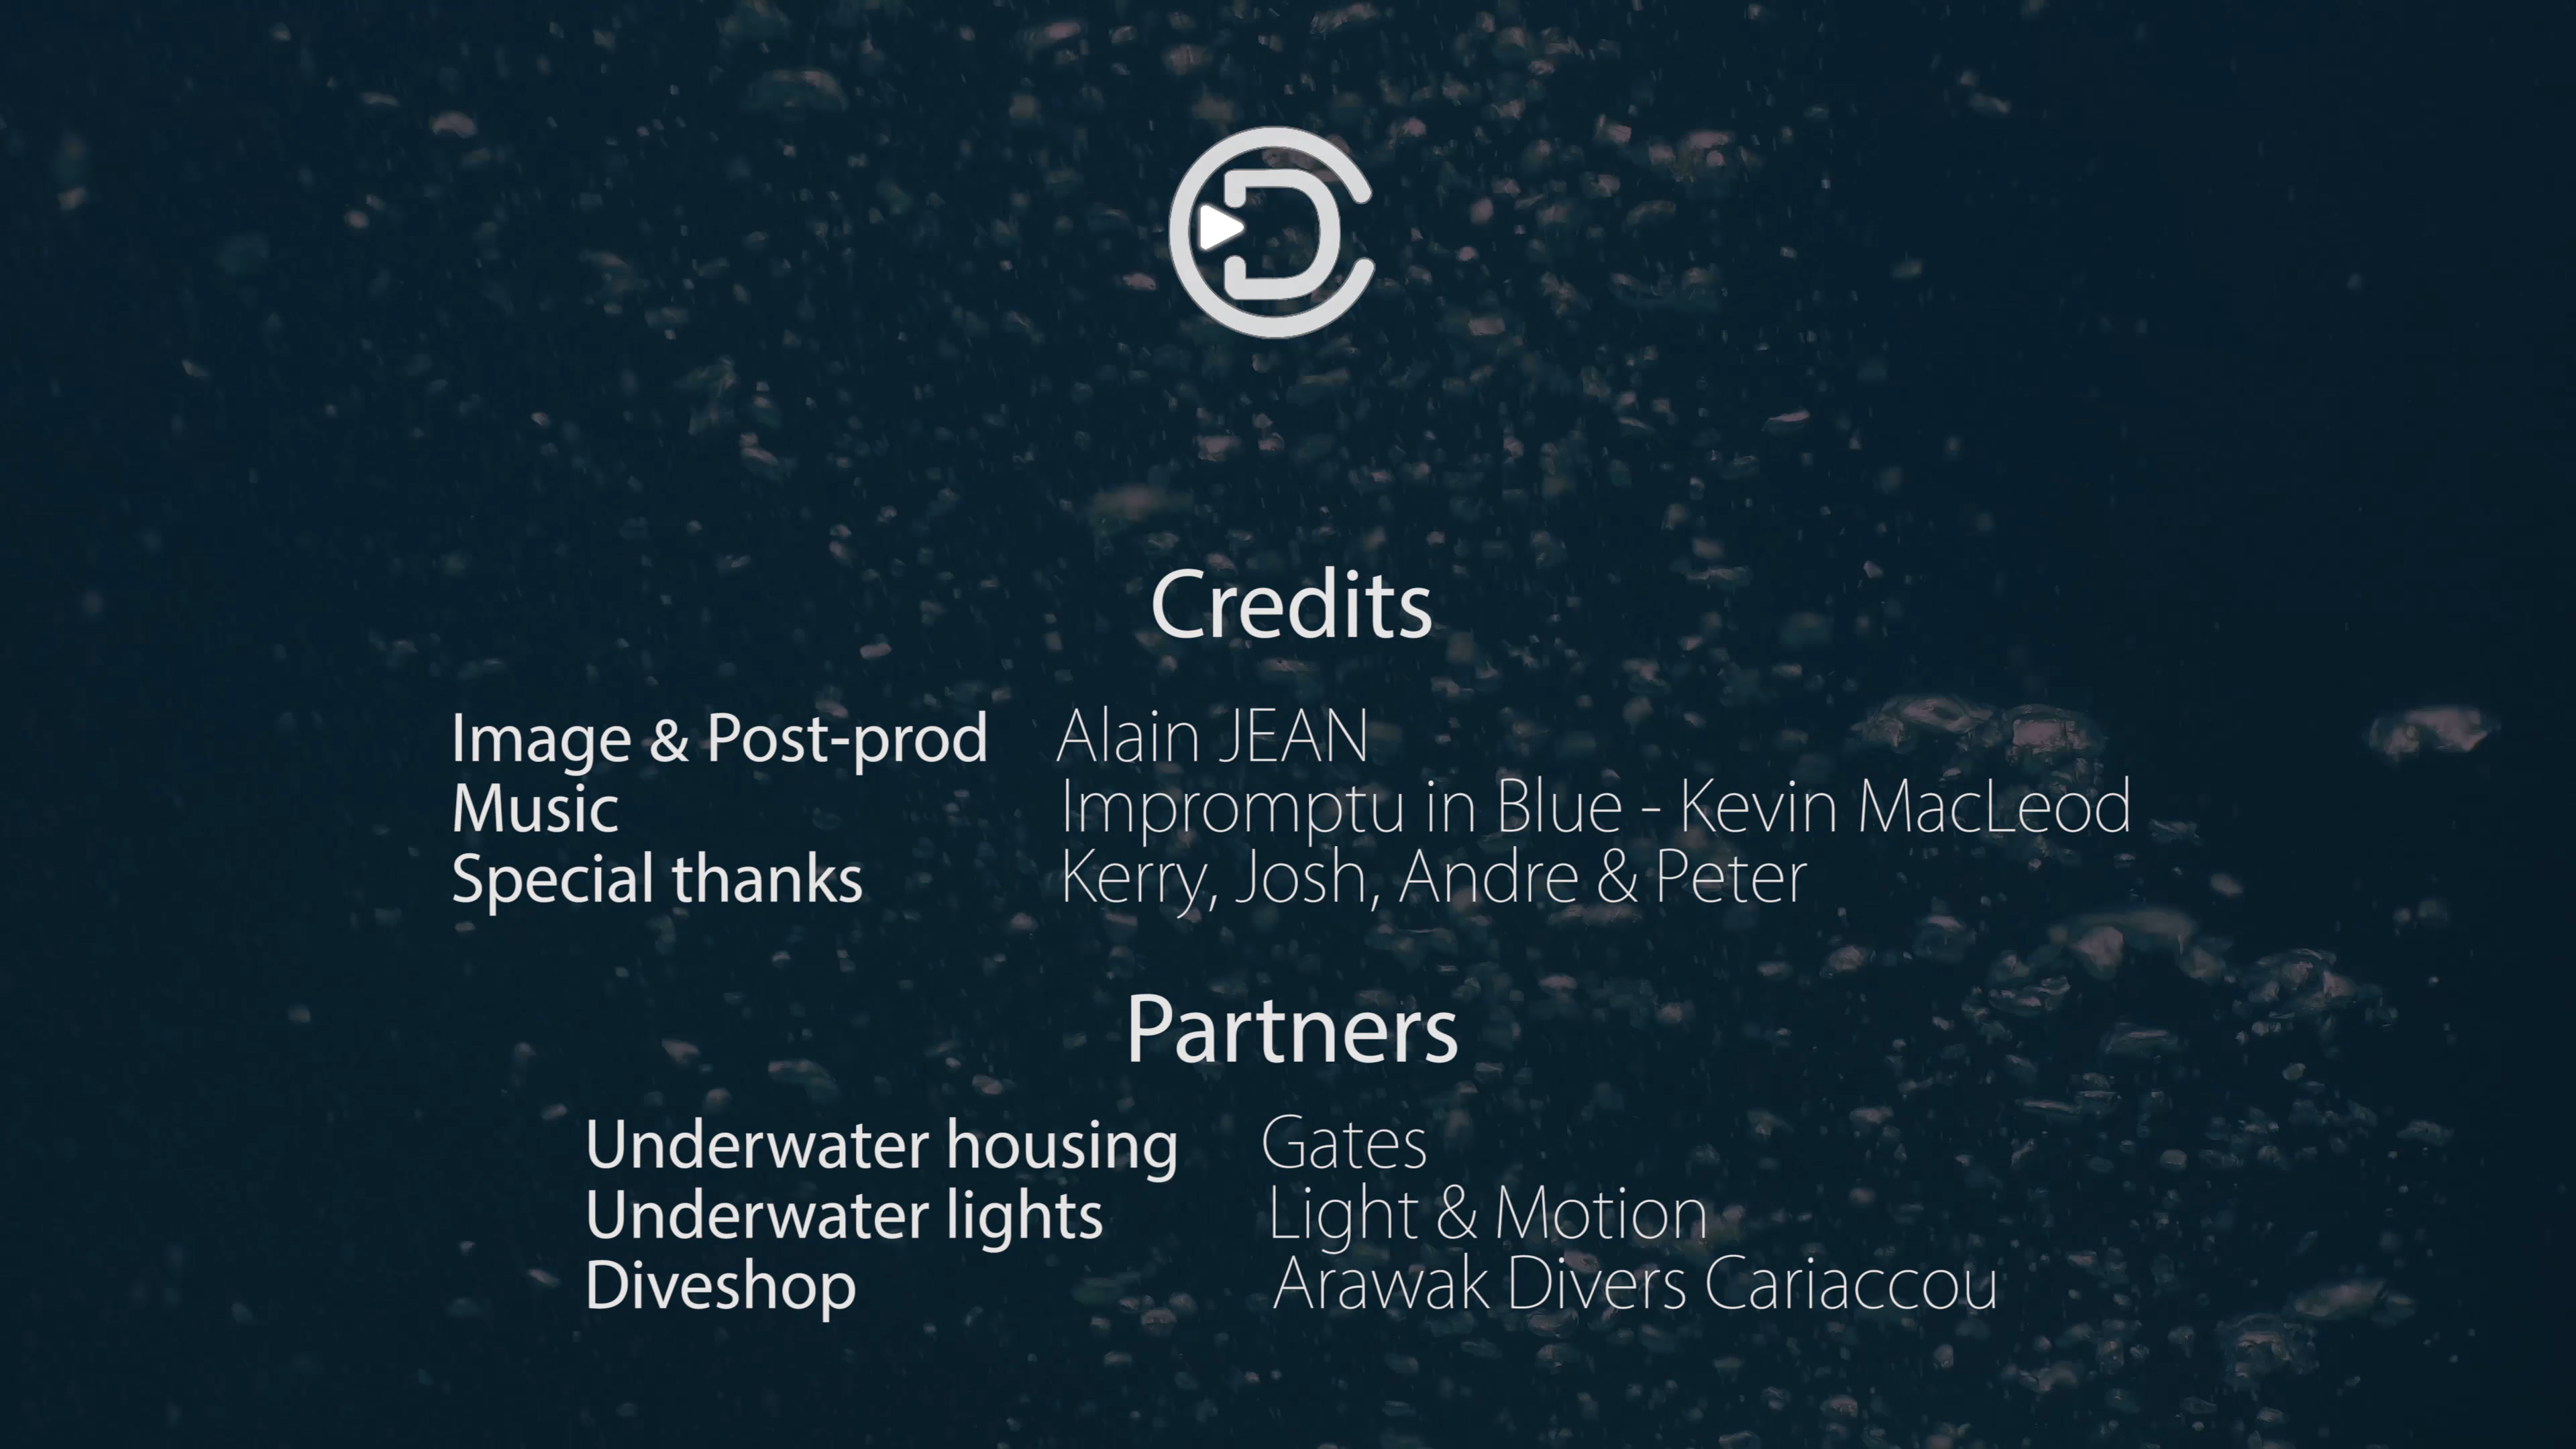 Credits
Image & Post-prod Alain JEAN
Music Impromptu in Blue - Kevin MacLeod
Special thanks Kerry, Josh, Andre & Peter
Partners
Underwater housing Gates
Underwater lights Light & Motion
Diveshop Arawak Divers Cariaccou